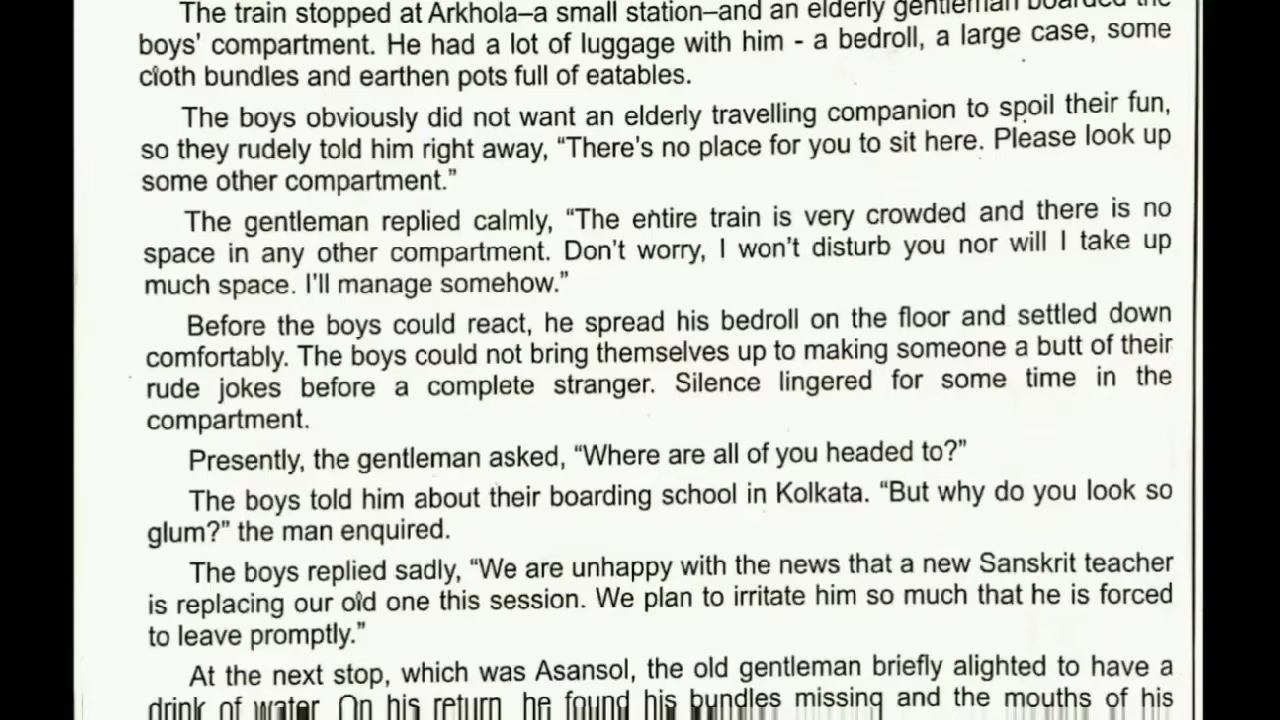 The train stopped at Arkhola–a small station–and an elderly gentleman boarded the
boys' compartment. He had a lot of luggage with him - a bedroll, a large case, some
cloth bundles and earthen pots full of eatables.
The boys obviously did not want an elderly travelling companion to spoil their fun,
so they rudely told him right away, “There's no place for you to sit here. Please look up
some other compartment.”
The gentleman replied calmly, “The entire train is very crowded and there is no
space in any other compartment. Don't worry, I won't disturb you nor will I take up
much space. I'll manage somehow.”
Before the boys could react, he spread his bedroll on the floor and settled down
comfortably. The boys could not bring themselves up to making someone a butt of their
rude jokes before a complete stranger. Silence lingered for some time in the
compartment.
Presently, the gentleman asked, “Where are all of you headed to?”
The boys told him about their boarding school in Kolkata. “But why do you look so
glum?” the man enquired.
The boys replied sadly, “We are unhappy with the news that a new Sanskrit teacher
is replacing our old one this session. We plan to irritate him so much that he is forced
to leave promptly.”
At the next stop, which was Asansol, the old gentleman briefly alighted to have a
drink of water. On his return, he found his bundles missing and the mouths of his